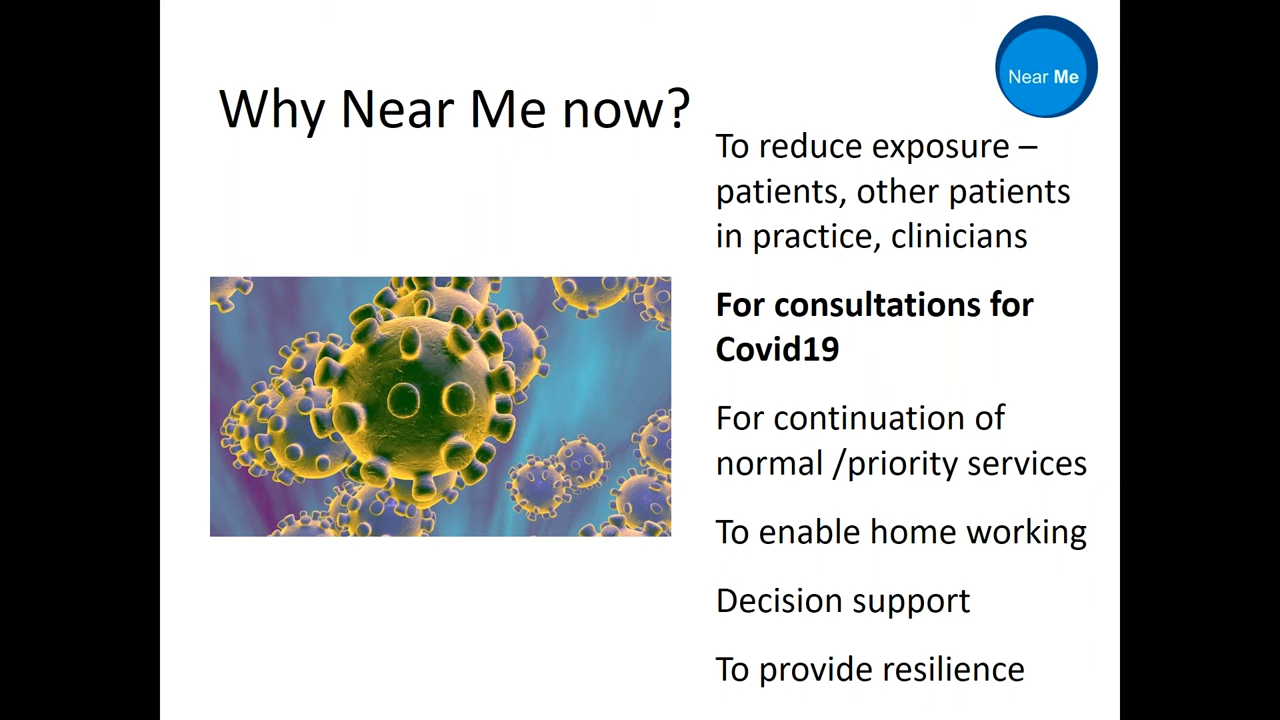 Near Me
Why Near Me now?
To reduce exposure –
patients, other patients
in practice, clinicians
For consultations for
Covid19
For continuation of
normal /priority services
To enable home working
Decision support
To provide resilience